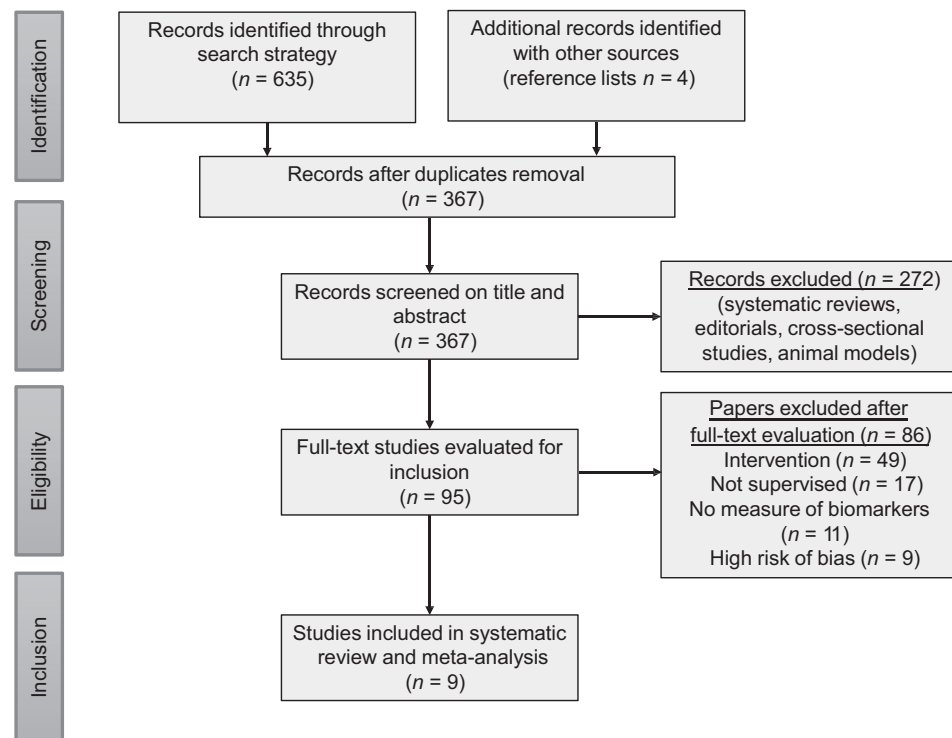 Identification
Records identified through
search strategy
(n = 635)
Additional records identified
with other sources
(reference lists n = 4)
Records after duplicates removal
(n = 367)
Screening
Records screened on title and
abstract
(n = 367)
Records excluded (n = 272)
(systematic reviews,
editorials, cross-sectional
studies, animal models)
Eligibility
Full-text studies evaluated for
inclusion
(n = 95)
Papers excluded after
full-text evaluation (n = 86)
Intervention (n = 49)
Not supervised (n = 17)
No measure of biomarkers
(n = 11)
High risk of bias (n = 9)
Inclusion
Studies included in systematic
review and meta-analysis
(n = 9)